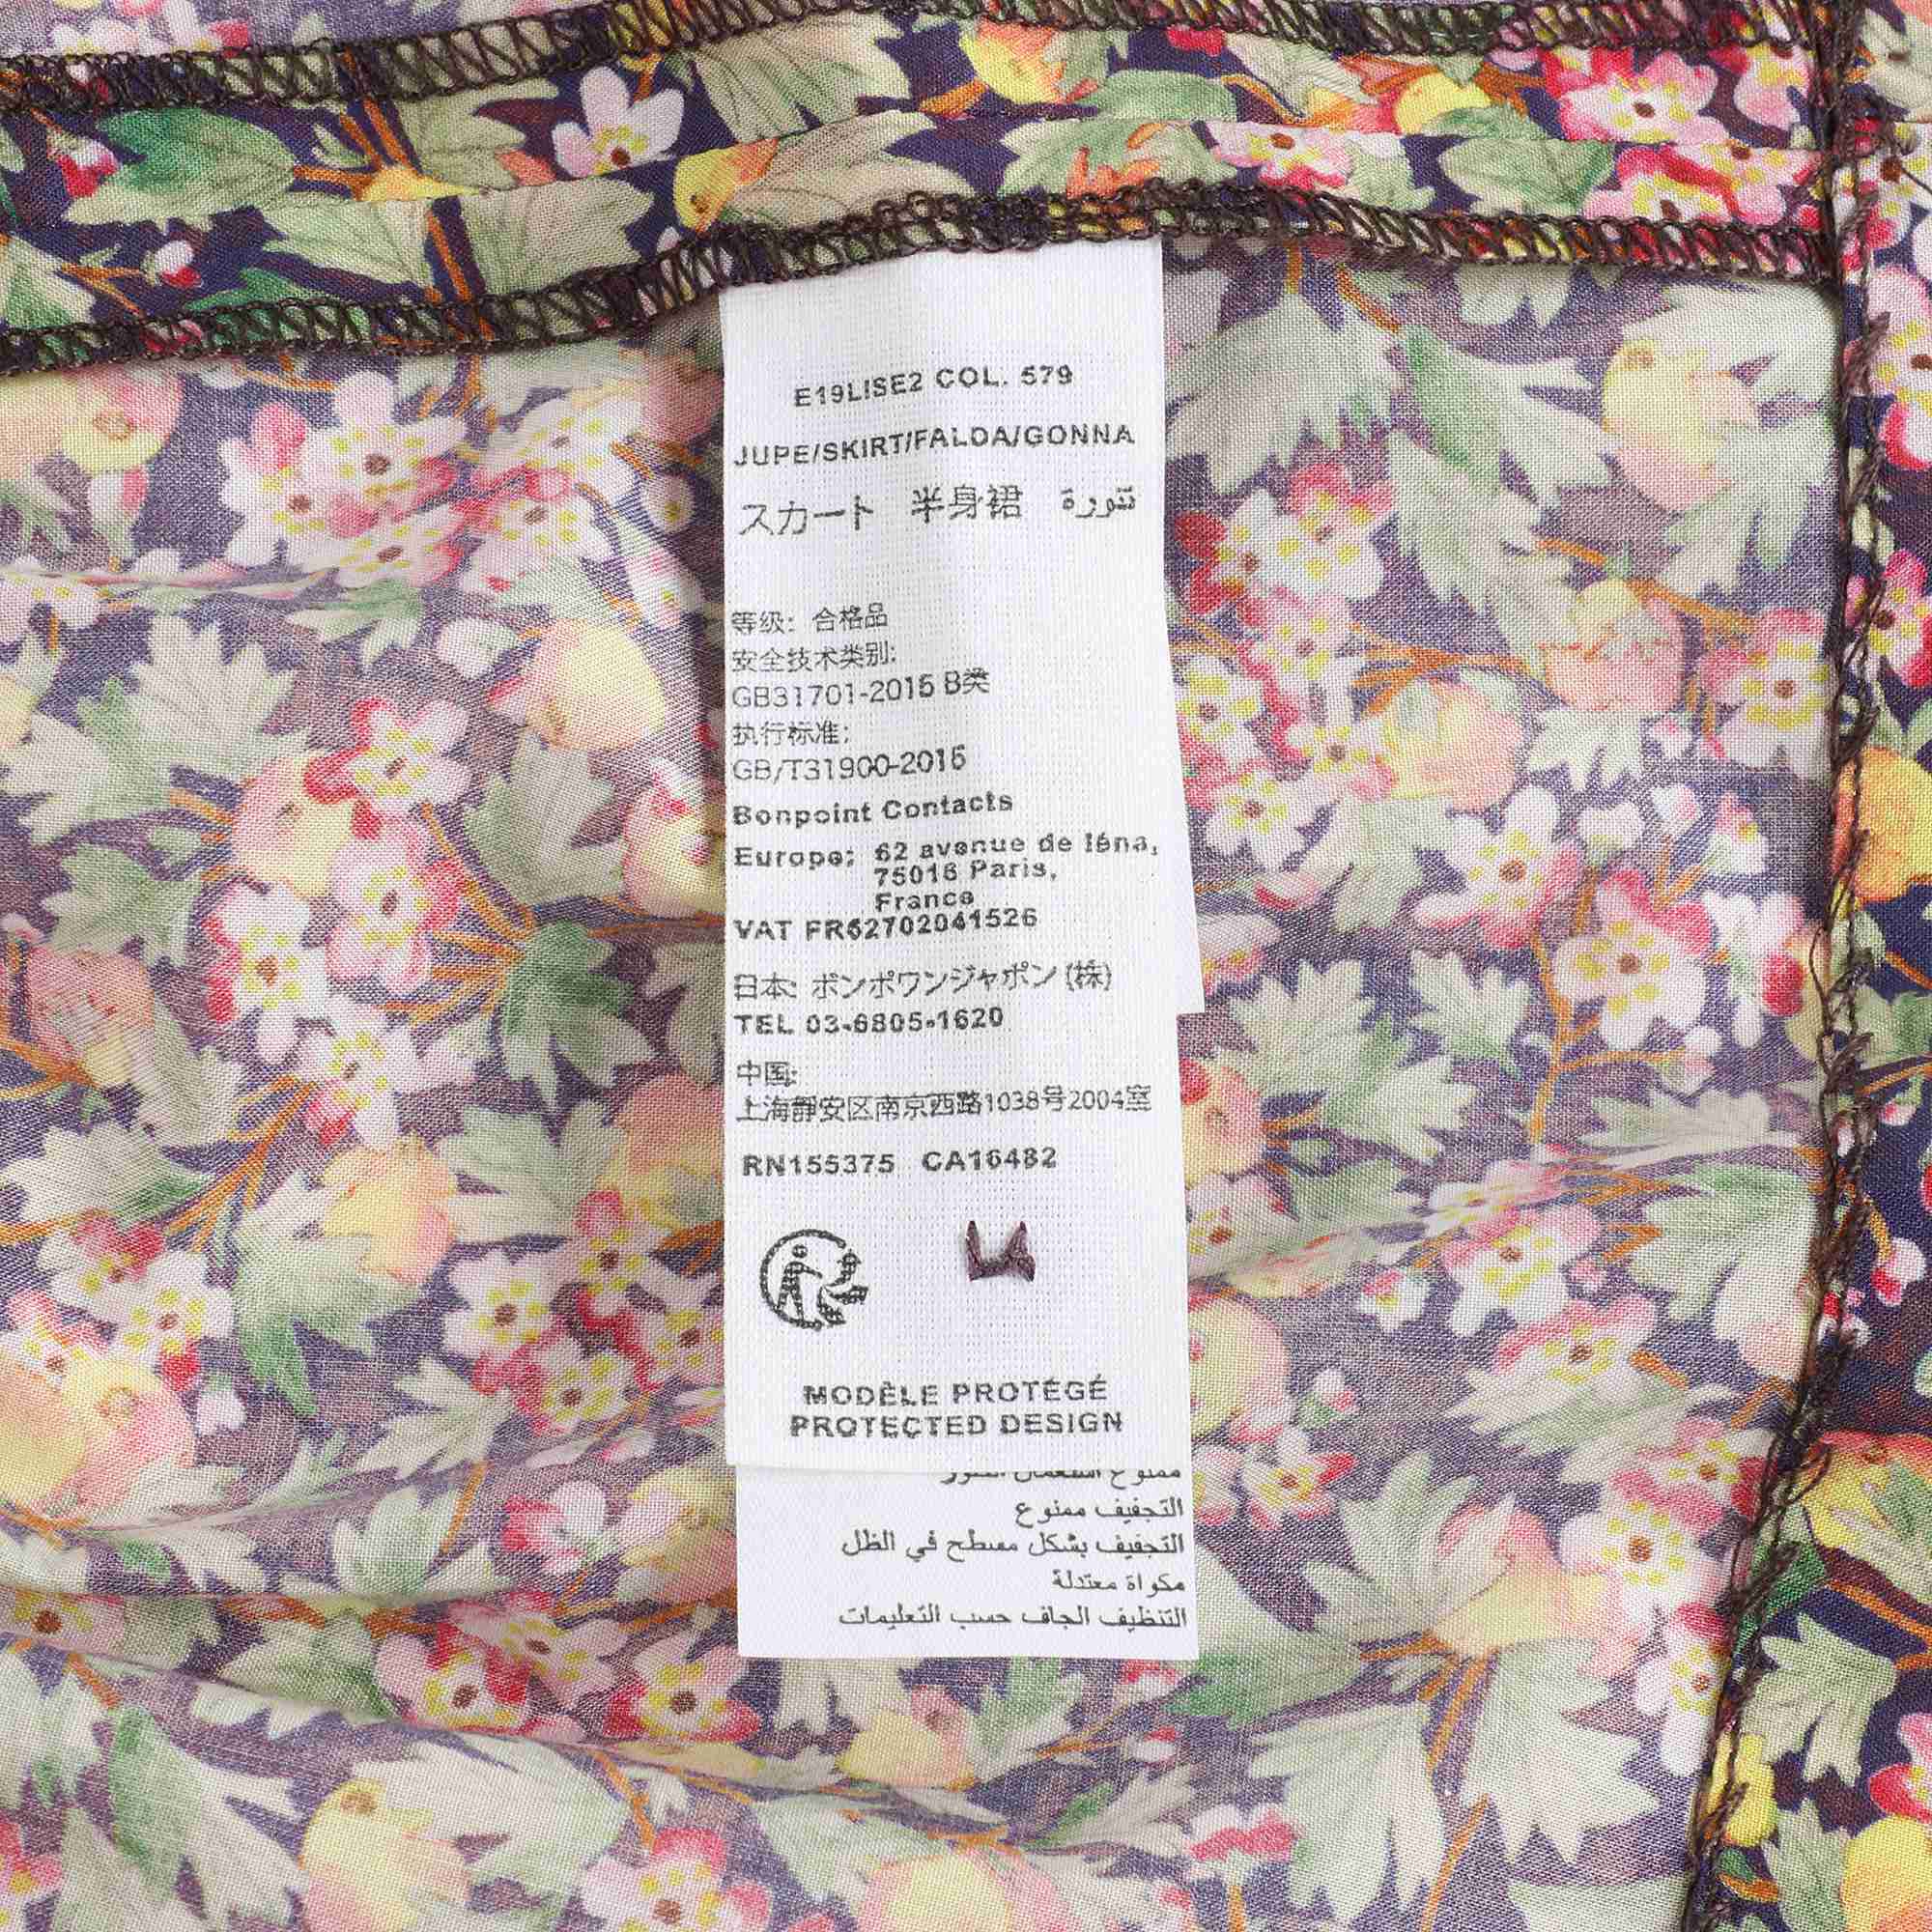 E19LISE2 COL. 579
JUPE/SKIRT/FALDA/GONNA
スカート 半身裙 تنورة
等级: 合格品
安全技术类别:
GB31701-2015 B类
执行标准:
GB/T31900-2015
Bonpoint Contacts
Europe: 62 avenue de Iéna,
75016 Paris,
France
VAT FR62702041526
日本: ボンポワンジャポン (株)
TEL 03-6805-1620
中国:
上海静安区南京西路1038号2004室
RN155375 CA16482
MODÈLE PROTÉGÉ
PROTECTED DESIGN
التجفيف ممنوع
التجفيف بشكل مسطح في الظل
مكواة معتدلة
التنظيف الجاف حسب التعليمات